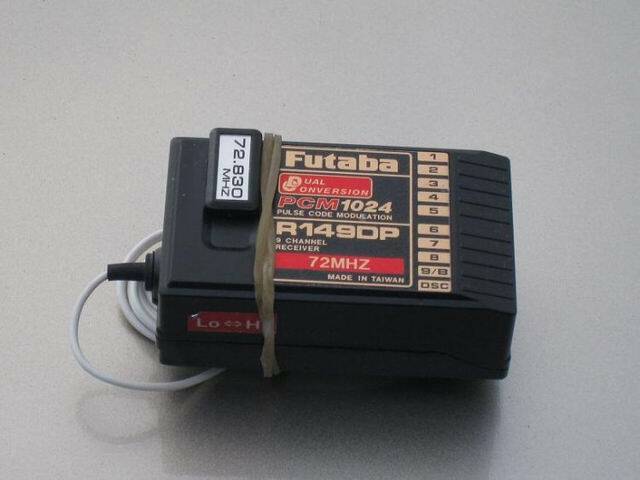 72.830
MHZ
Futaba
DUAL
CONVERSION
PCM1024
PULSE CODE MODULATION
R149DP
9 CHANNEL
RECEIVER
72MHZ
MADE IN TAIWAN
1
2
3
4
5
6
7
8
9/B
DSC
Lo⇔H